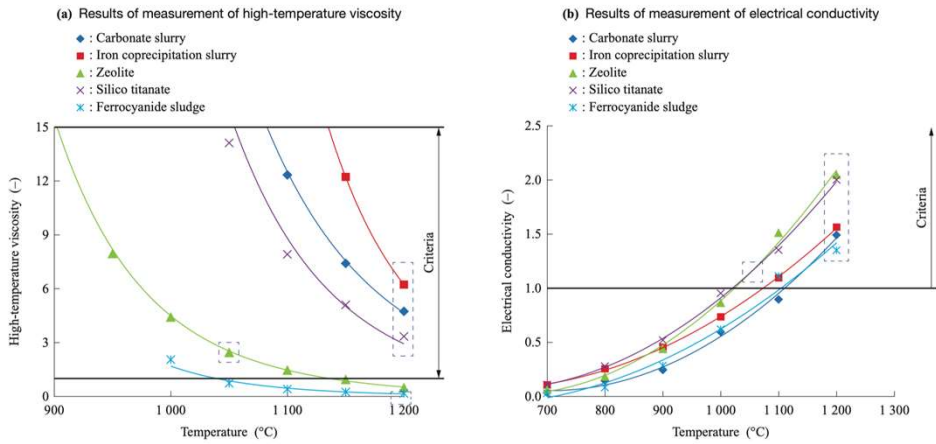 (a) Results of measurement of high-temperature viscosity
: Carbonate slurry
: Iron coprecipitation slurry
: Zeolite
: Silico titanate
: Ferrocyanide sludge
15
12
9
6
3
0
High-temperature viscosity (–)
Criteria
900
1 000
1 100
1 200
Temperature (°C)
(b) Results of measurement of electrical conductivity
: Carbonate slurry
: Iron coprecipitation slurry
: Zeolite
: Silico titanate
: Ferrocyanide sludge
2.5
2.0
1.5
1.0
0.5
0.0
Electrical conductivity (–)
Criteria
700
800
900
1 000
1 100
1 200
1 300
Temperature (°C)